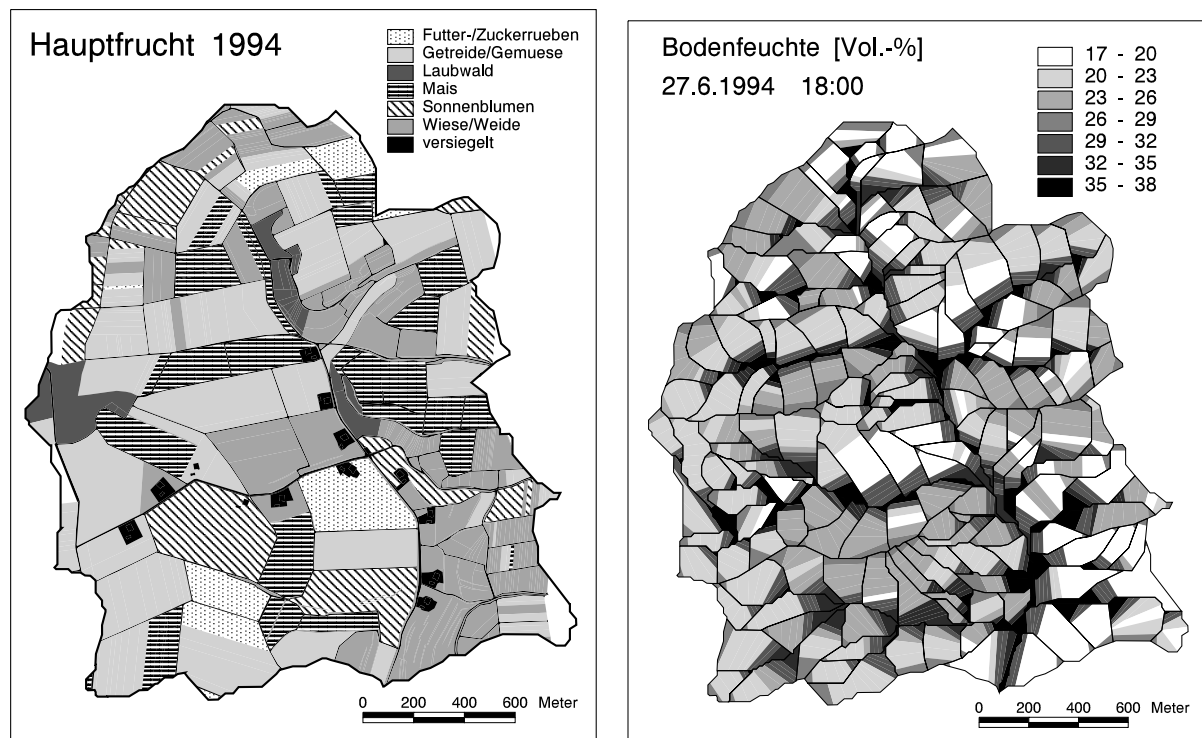 Hauptfrucht 1994
Futter-/Zuckerrueben
Getreide/Gemuese
Laubwald
Mais
Sonnenblumen
Wiese/Weide
versiegelt
0 200 400 600 Meter
Bodenfeuchte [Vol.-%]
27.6.1994 18:00
17 - 20
20 - 23
23 - 26
26 - 29
29 - 32
32 - 35
35 - 38
0 200 400 600 Meter